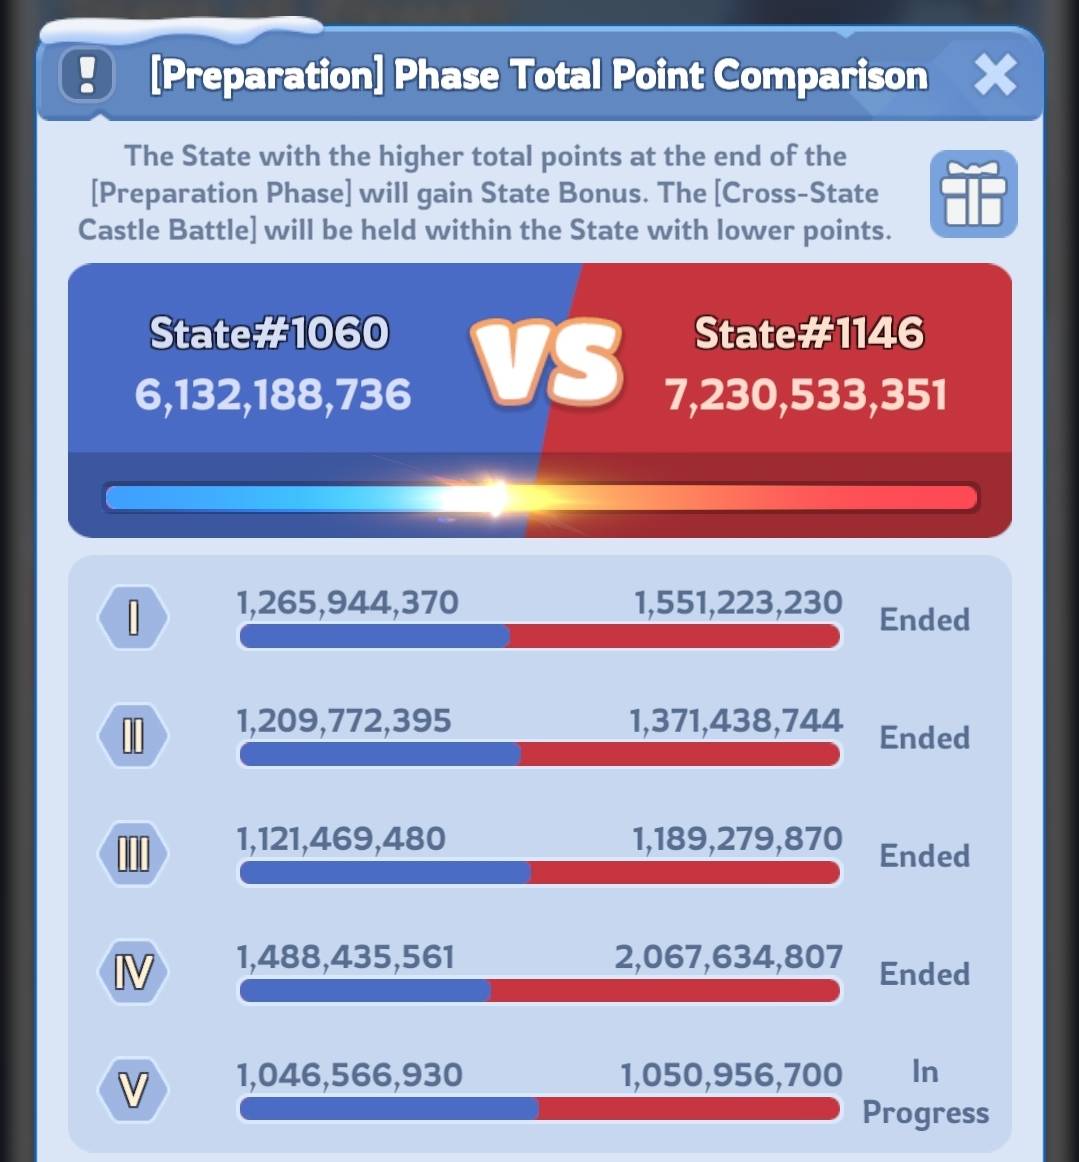 [Preparation] Phase Total Point Comparison
The State with the higher total points at the end of the
[Preparation Phase] will gain State Bonus. The [Cross-State
Castle Battle] will be held within the State with lower points.
State#1060 VS State#1146
6,132,188,736 7,230,533,351
I 1,265,944,370 1,551,223,230 Ended
II 1,209,772,395 1,371,438,744 Ended
III 1,121,469,480 1,189,279,870 Ended
IV 1,488,435,561 2,067,634,807 Ended
V 1,046,566,930 1,050,956,700 In
Progress